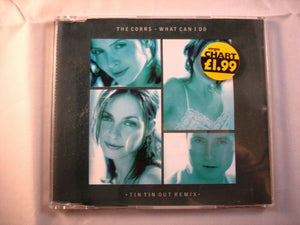 THE CORRS - WHAT CAN I DO
CHART
£1.99
• TIN TIN OUT REMIX •